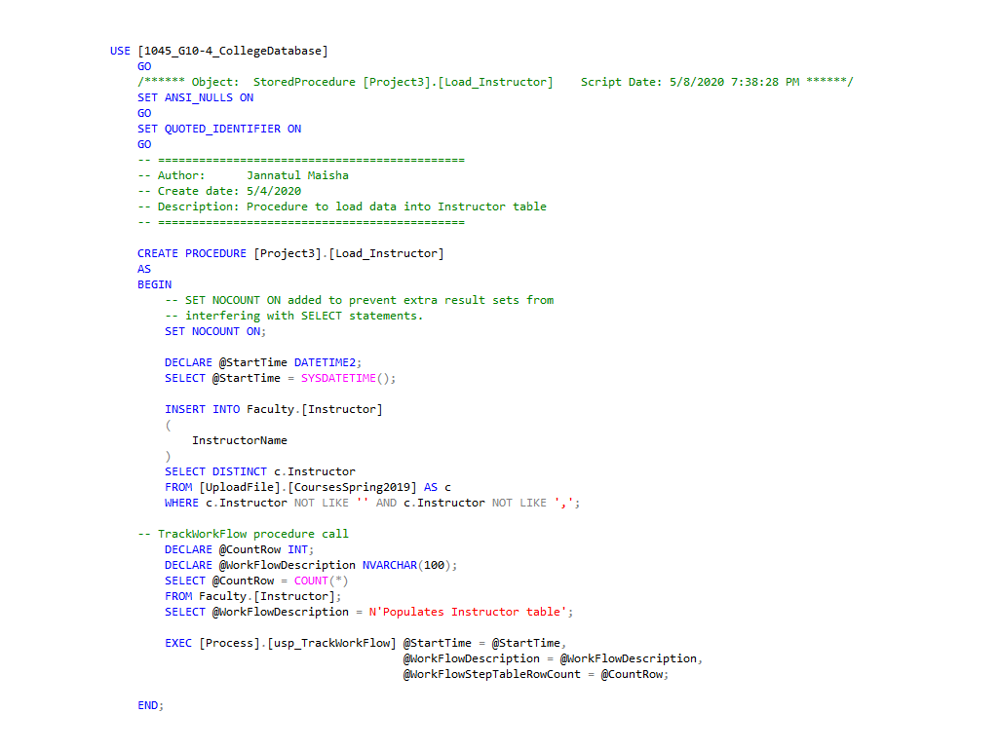 USE [1045_G10-4_CollegeDatabase]
GO
/****** Object:  StoredProcedure [Project3].[Load_Instructor]    Script Date: 5/8/2020 7:38:28 PM ******/
SET ANSI_NULLS ON
GO
SET QUOTED_IDENTIFIER ON
GO
-- =============================================
-- Author:      Jannatul Maisha
-- Create date: 5/4/2020
-- Description: Procedure to load data into Instructor table
-- =============================================
CREATE PROCEDURE [Project3].[Load_Instructor]
AS
BEGIN
-- SET NOCOUNT ON added to prevent extra result sets from
-- interfering with SELECT statements.
SET NOCOUNT ON;
DECLARE @StartTime DATETIME2;
SELECT @StartTime = SYSDATETIME();
INSERT INTO Faculty.[Instructor]
(
InstructorName
)
SELECT DISTINCT c.Instructor
FROM [UploadFile].[CoursesSpring2019] AS c
WHERE c.Instructor NOT LIKE '' AND c.Instructor NOT LIKE ',';
-- TrackWorkFlow procedure call
DECLARE @CountRow INT;
DECLARE @WorkFlowDescription NVARCHAR(100);
SELECT @CountRow = COUNT(*)
FROM Faculty.[Instructor];
SELECT @WorkFlowDescription = N'Populates Instructor table';
EXEC [Process].[usp_TrackWorkFlow] @StartTime = @StartTime,
@WorkFlowDescription = @WorkFlowDescription,
@WorkFlowStepTableRowCount = @CountRow;
END;